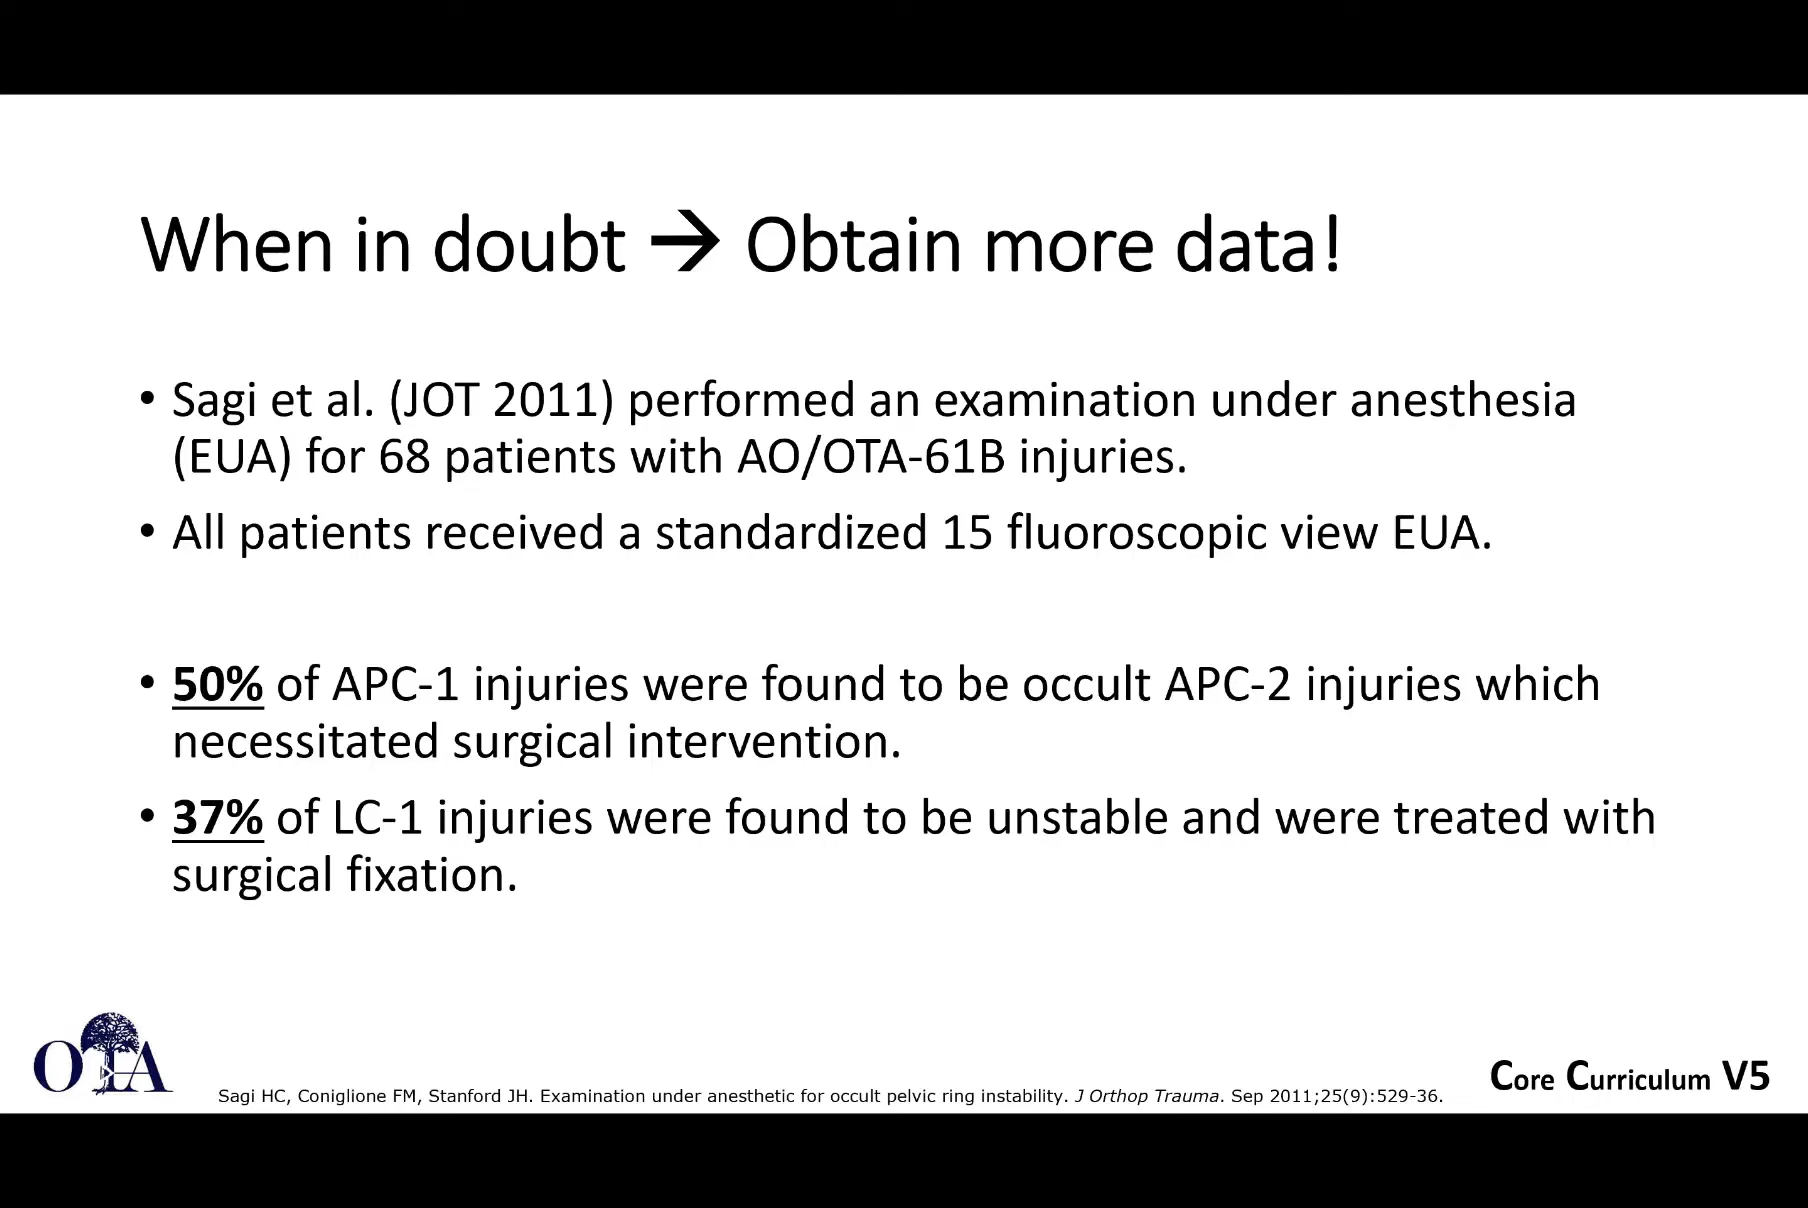 When in doubt → Obtain more data!
• Sagi et al. (JOT 2011) performed an examination under anesthesia
(EUA) for 68 patients with AO/OTA-61B injuries.
• All patients received a standardized 15 fluoroscopic view EUA.
• 50% of APC-1 injuries were found to be occult APC-2 injuries which
necessitated surgical intervention.
• 37% of LC-1 injuries were found to be unstable and were treated with
surgical fixation.
OTA
Sagi HC, Coniglione FM, Stanford JH. Examination under anesthetic for occult pelvic ring instability. J Orthop Trauma. Sep 2011;25(9):529-36.
Core Curriculum V5